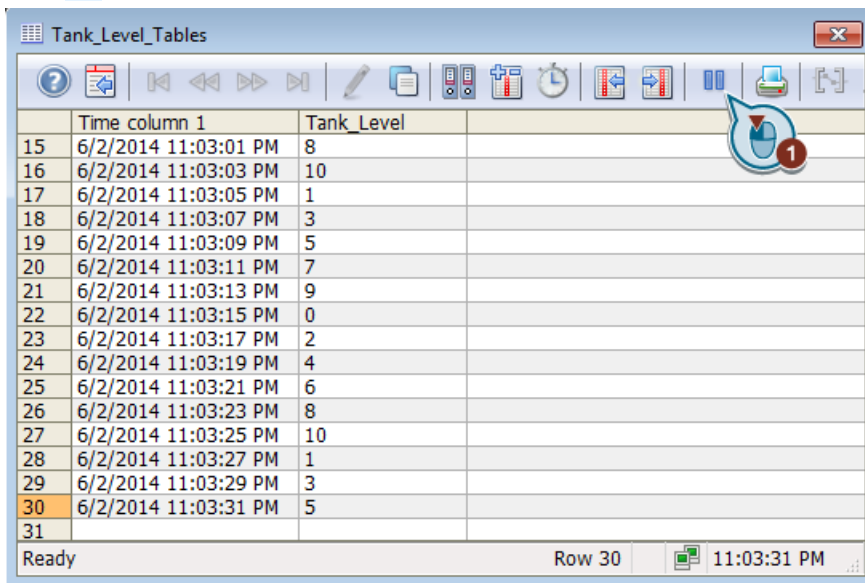 Tank_Level_Tables
1
Time column 1 Tank_Level
15 6/2/2014 11:03:01 PM 8
16 6/2/2014 11:03:03 PM 10
17 6/2/2014 11:03:05 PM 1
18 6/2/2014 11:03:07 PM 3
19 6/2/2014 11:03:09 PM 5
20 6/2/2014 11:03:11 PM 7
21 6/2/2014 11:03:13 PM 9
22 6/2/2014 11:03:15 PM 0
23 6/2/2014 11:03:17 PM 2
24 6/2/2014 11:03:19 PM 4
25 6/2/2014 11:03:21 PM 6
26 6/2/2014 11:03:23 PM 8
27 6/2/2014 11:03:25 PM 10
28 6/2/2014 11:03:27 PM 1
29 6/2/2014 11:03:29 PM 3
30 6/2/2014 11:03:31 PM 5
31
Ready Row 30 11:03:31 PM